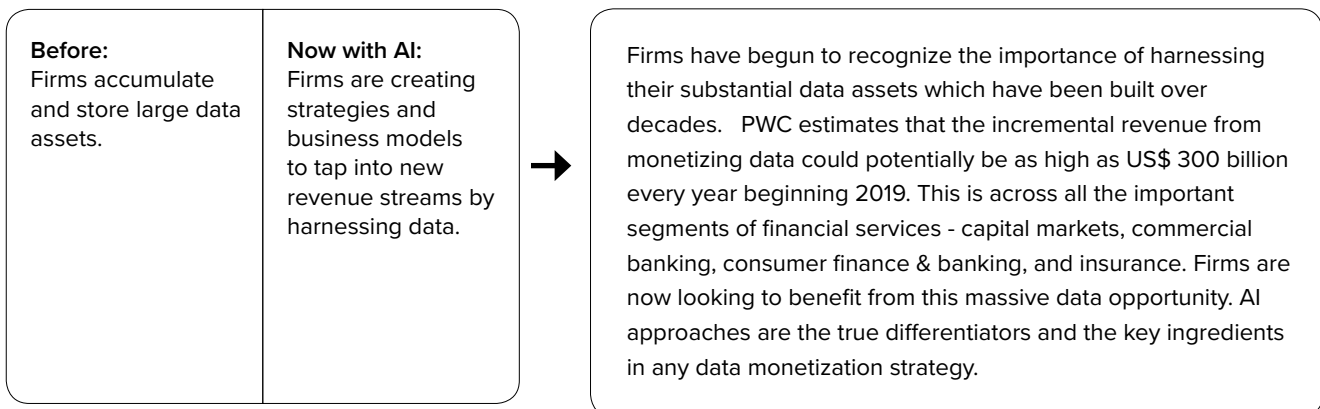 Before:
Firms accumulate
and store large data
assets.
Now with AI:
Firms are creating
strategies and
business models
to tap into new
revenue streams by
harnessing data.
Firms have begun to recognize the importance of harnessing
their substantial data assets which have been built over
decades.   PWC estimates that the incremental revenue from
monetizing data could potentially be as high as US$ 300 billion
every year beginning 2019. This is across all the important
segments of financial services - capital markets, commercial
banking, consumer finance & banking, and insurance. Firms are
now looking to benefit from this massive data opportunity. AI
approaches are the true differentiators and the key ingredients
in any data monetization strategy.